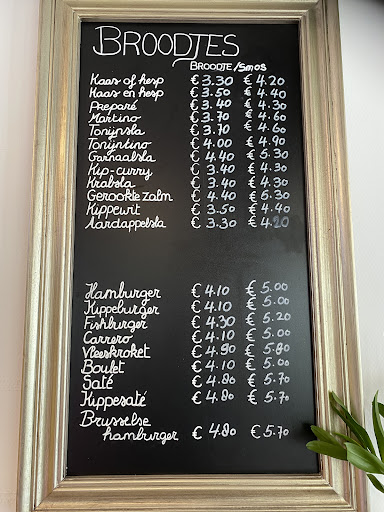 BROODJES
BROODJE/SMOS
Kaas of hesp € 3.30 € 4.20
Kaas en hesp € 3.50 € 4.40
Preparé € 3.40 € 4.30
Martino € 3.70 € 4.60
Tonijnsla € 3.70 € 4.60
Tonijntino € 4.00 € 4.90
Garnaalsla € 4.40 € 5.30
Kip-curry € 3.40 € 4.30
Krabsla € 3.40 € 4.30
Gerookte zalm € 4.40 € 5.30
Kippewit € 3.50 € 4.40
Aardappelsla € 3.30 € 4.20
Hamburger € 4.10 € 5.00
Kippeburger € 4.10 € 5.00
Fishburger € 4.30 € 5.20
Carrero € 4.10 € 5.00
Vleeskroket € 4.90 € 5.80
Boulet € 4.10 € 5.00
Saté € 4.80 € 5.70
Kippesaté € 4.80 € 5.70
Brusselse
hamburger € 4.80 € 5.70